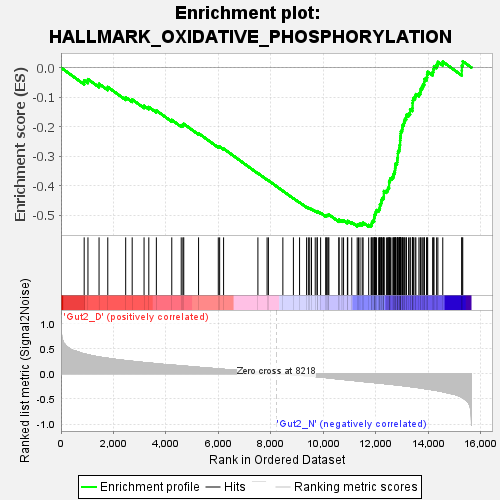 Enrichment plot:
HALLMARK_OXIDATIVE_PHOSPHORYLATION
Enrichment score (ES)
0.0
-0.1
-0.2
-0.3
-0.4
-0.5
Ranked list metric (Signal2Noise)
'Gut2_D' (positively correlated)
1.0
0.5
0.0
-0.5
-1.0
Zero cross at 8218
'Gut2_N' (negatively correlated)
0 2,000 4,000 6,000 8,000 10,000 12,000 14,000 16,000
Rank in Ordered Dataset
Enrichment profile Hits Ranking metric scores